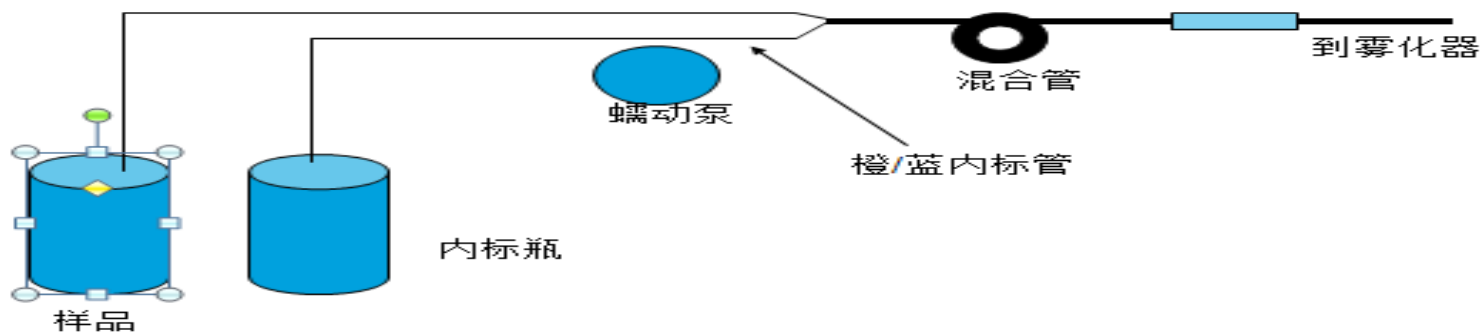 到雾化器
混合管
蠕动泵
橙/蓝内标管
内标瓶
样品